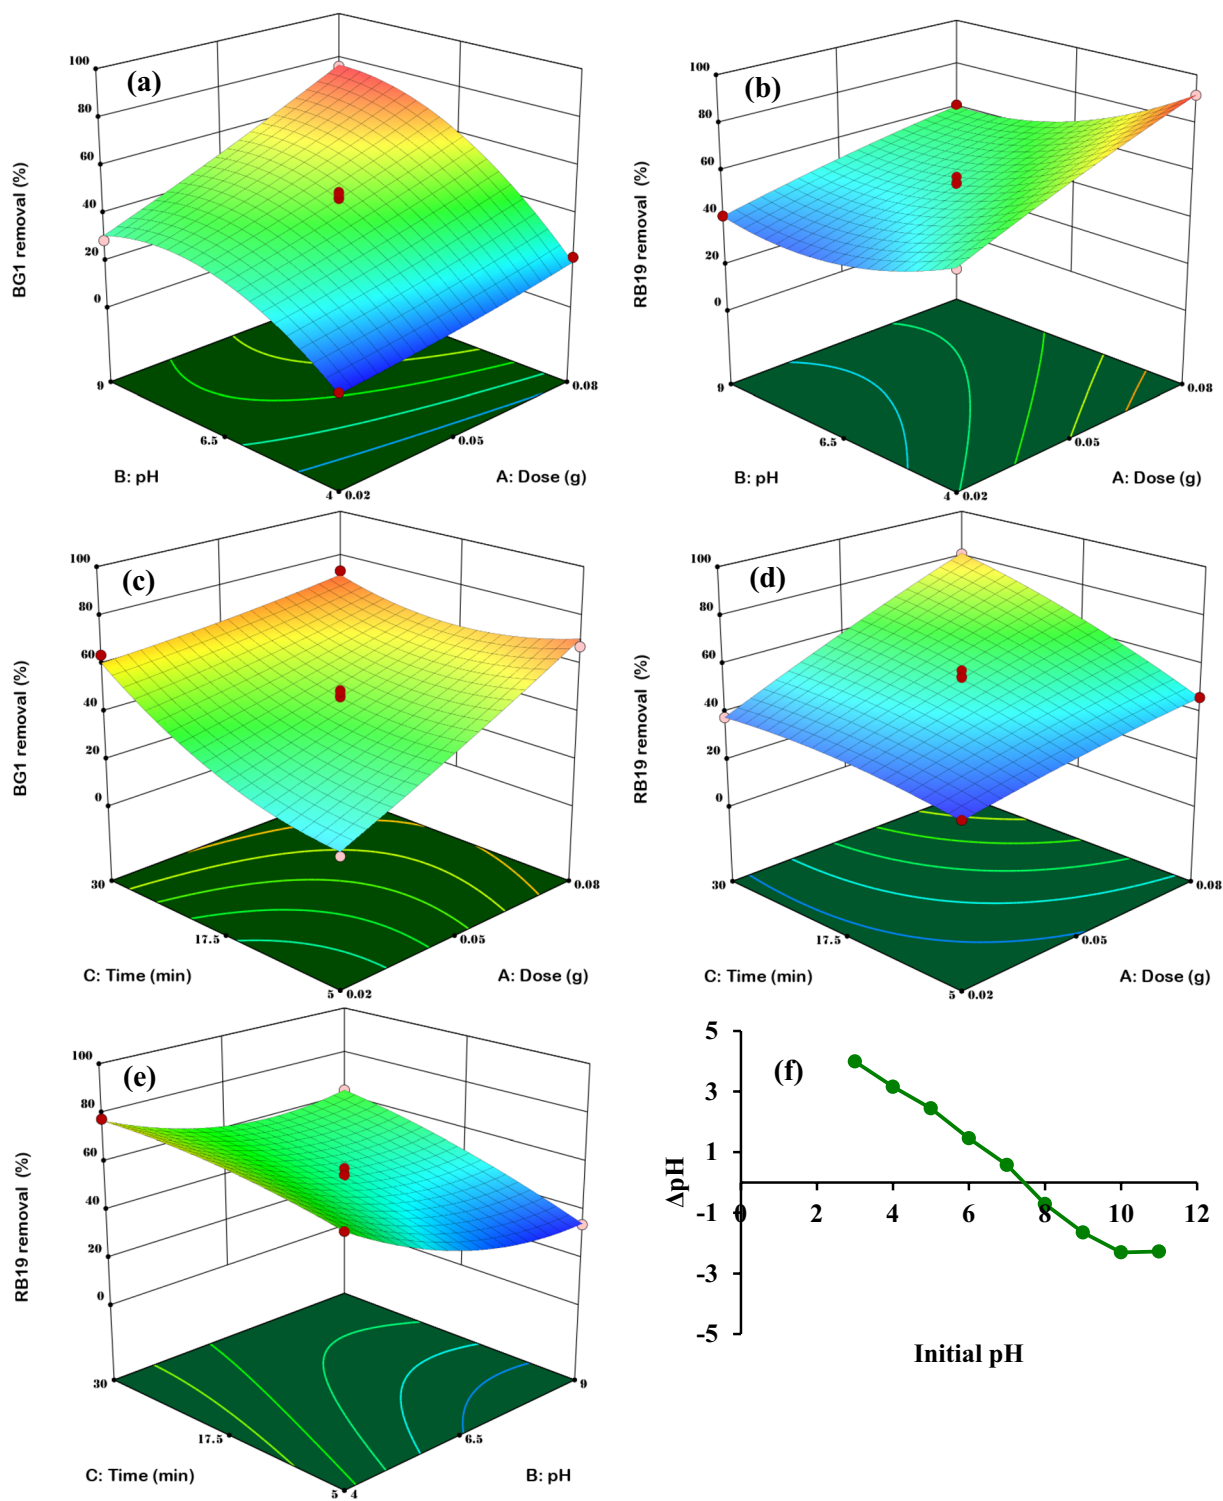 (a)
100
80
60
40
20
0
BG1 removal (%)
9
6.5
4
0.02
0.05
0.08
B: pH
A: Dose (g)
(b)
100
80
60
40
20
0
RB19 removal (%)
9
6.5
4
0.02
0.05
0.08
B: pH
A: Dose (g)
(c)
100
80
60
40
20
0
BG1 removal (%)
30
17.5
5
0.02
0.05
0.08
C: Time (min)
A: Dose (g)
(d)
100
80
60
40
20
0
RB19 removal (%)
30
17.5
5
0.02
0.05
0.08
C: Time (min)
A: Dose (g)
(e)
100
80
60
40
20
0
RB19 removal (%)
30
17.5
5
4
6.5
9
C: Time (min)
B: pH
(f)
5
3
1
-1
-3
-5
ΔpH
0 2 4 6 8 10 12
Initial pH